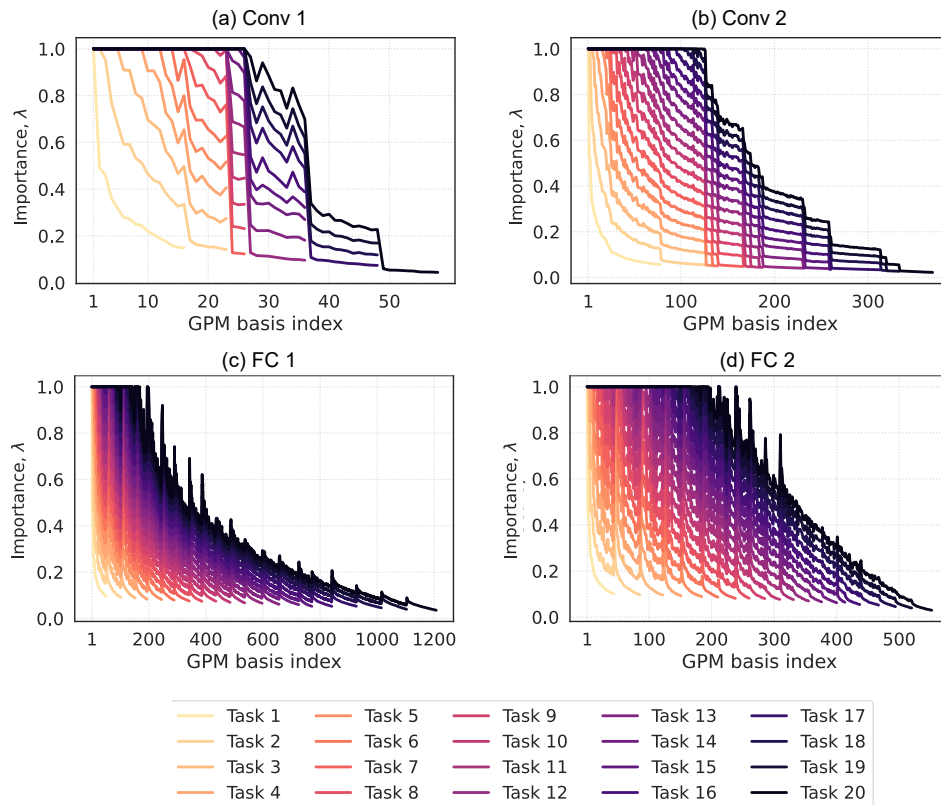 (a) Conv 1
(b) Conv 2
Importance, λ
1.0
0.8
0.6
0.4
0.2
0.0
1
10
20
30
40
50
GPM basis index
Importance, λ
1.0
0.8
0.6
0.4
0.2
0.0
1
100
200
300
GPM basis index
(c) FC 1
(d) FC 2
Importance, λ
1.0
0.8
0.6
0.4
0.2
0.0
1
200
400
600
800
1000
1200
GPM basis index
Importance, λ
1.0
0.8
0.6
0.4
0.2
0.0
1
100
200
300
400
500
GPM basis index
Task 1
Task 2
Task 3
Task 4
Task 5
Task 6
Task 7
Task 8
Task 9
Task 10
Task 11
Task 12
Task 13
Task 14
Task 15
Task 16
Task 17
Task 18
Task 19
Task 20